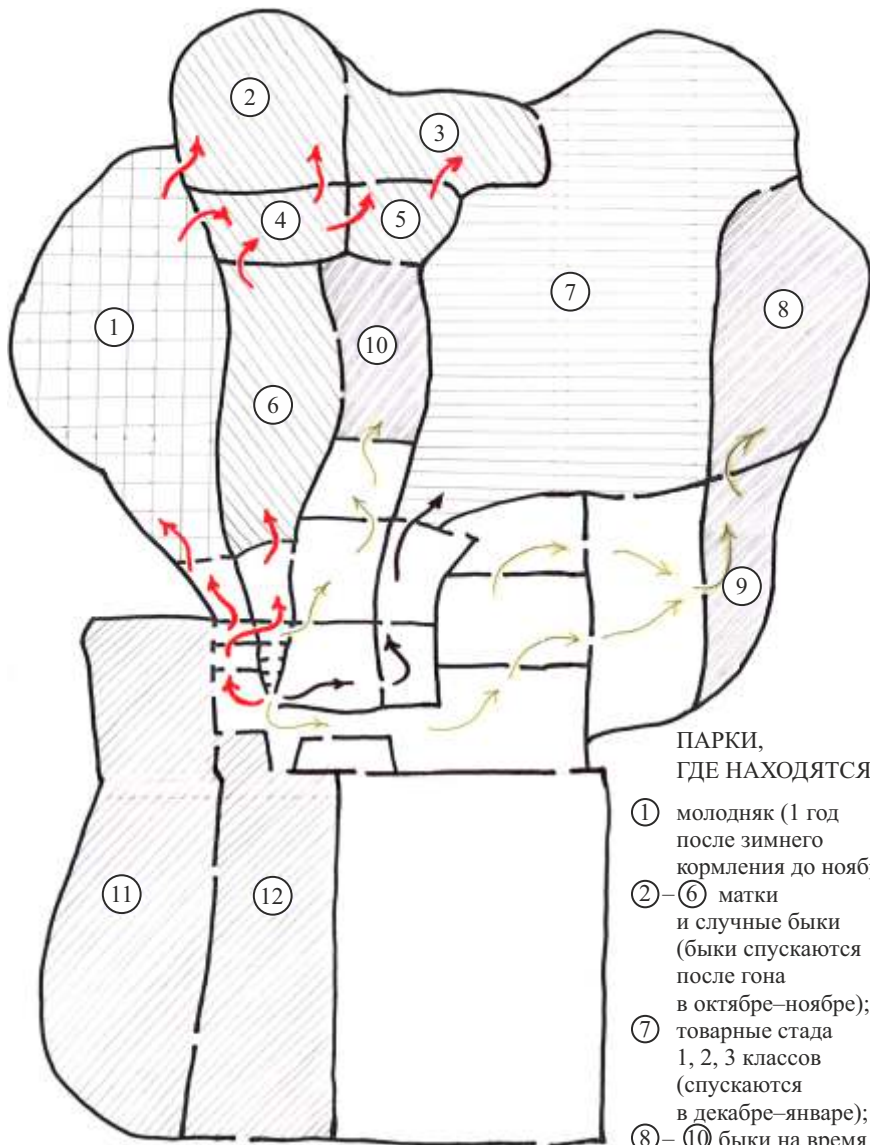 ②
③
④
⑤
⑦
⑧
①
⑩
⑥
⑨
⑪
⑫
ПАРКИ,
ГДЕ НАХОДЯТСЯ
① молодняк (1 год
после зимнего
кормления до ноябр
②–⑥ матки
и случные быки
(быки спускаются
после гона
в октябре–ноябре);
⑦ товарные стада
1, 2, 3 классов
(спускаются
в декабре–январе);
⑧–⑩ быки на время